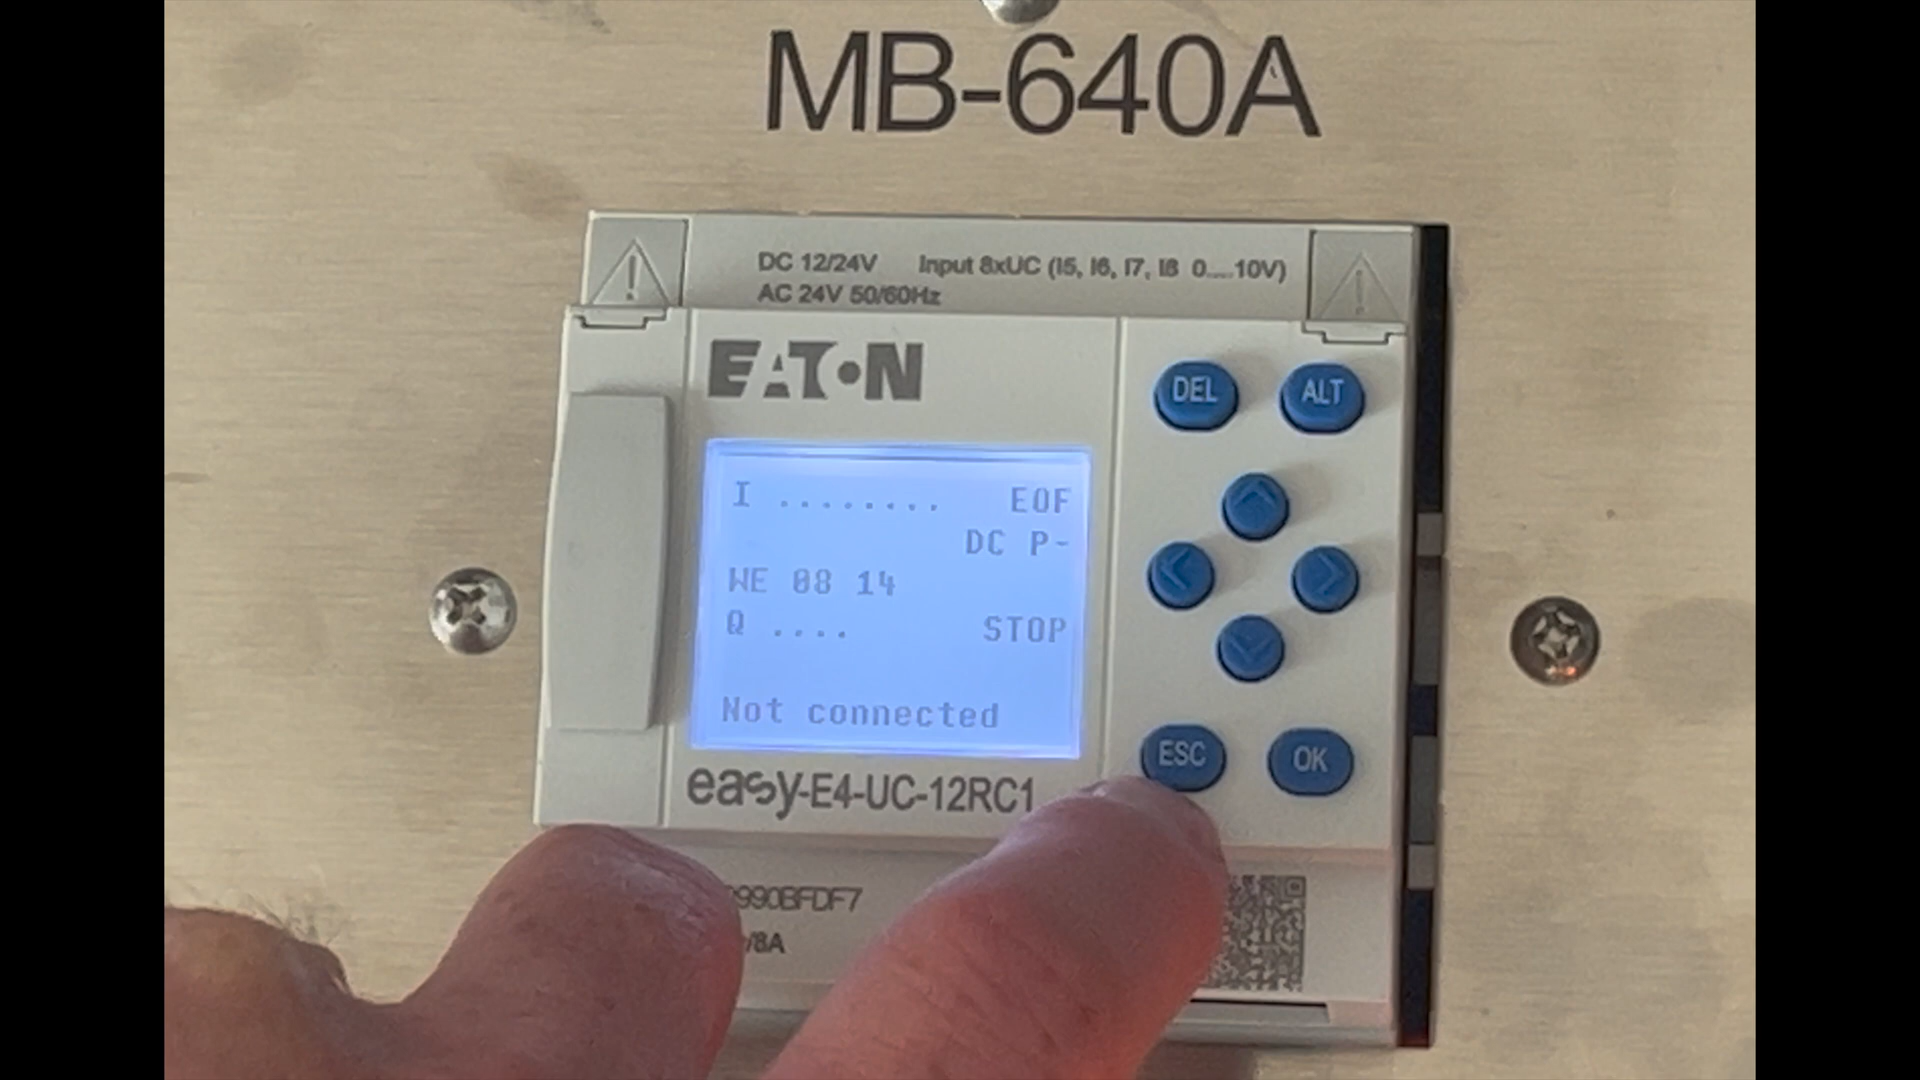 MB-640A
DC 12/24V Input 8xUC (I5, I6, I7, I8 0.....10V)
AC 24V 50/60Hz
EATON
DEL ALT
I ........ EOF
DC P-
WE 08 14
Q .... STOP
Not connected
ESC OK
easy-E4-UC-12RC1
990BFDF7
/8A